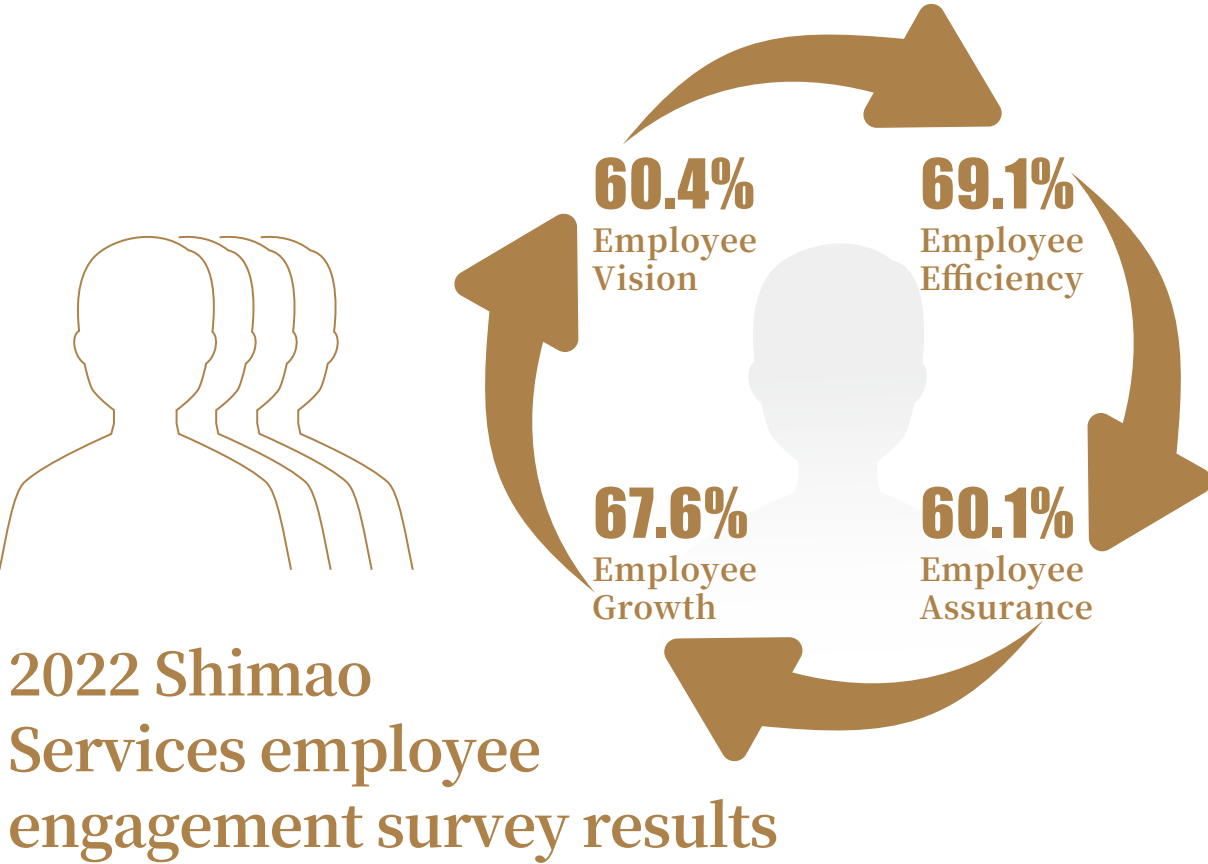 60.4%
Employee
Vision
69.1%
Employee
Efficiency
67.6%
Employee
Growth
60.1%
Employee
Assurance
2022 Shimao
Services employee
engagement survey results